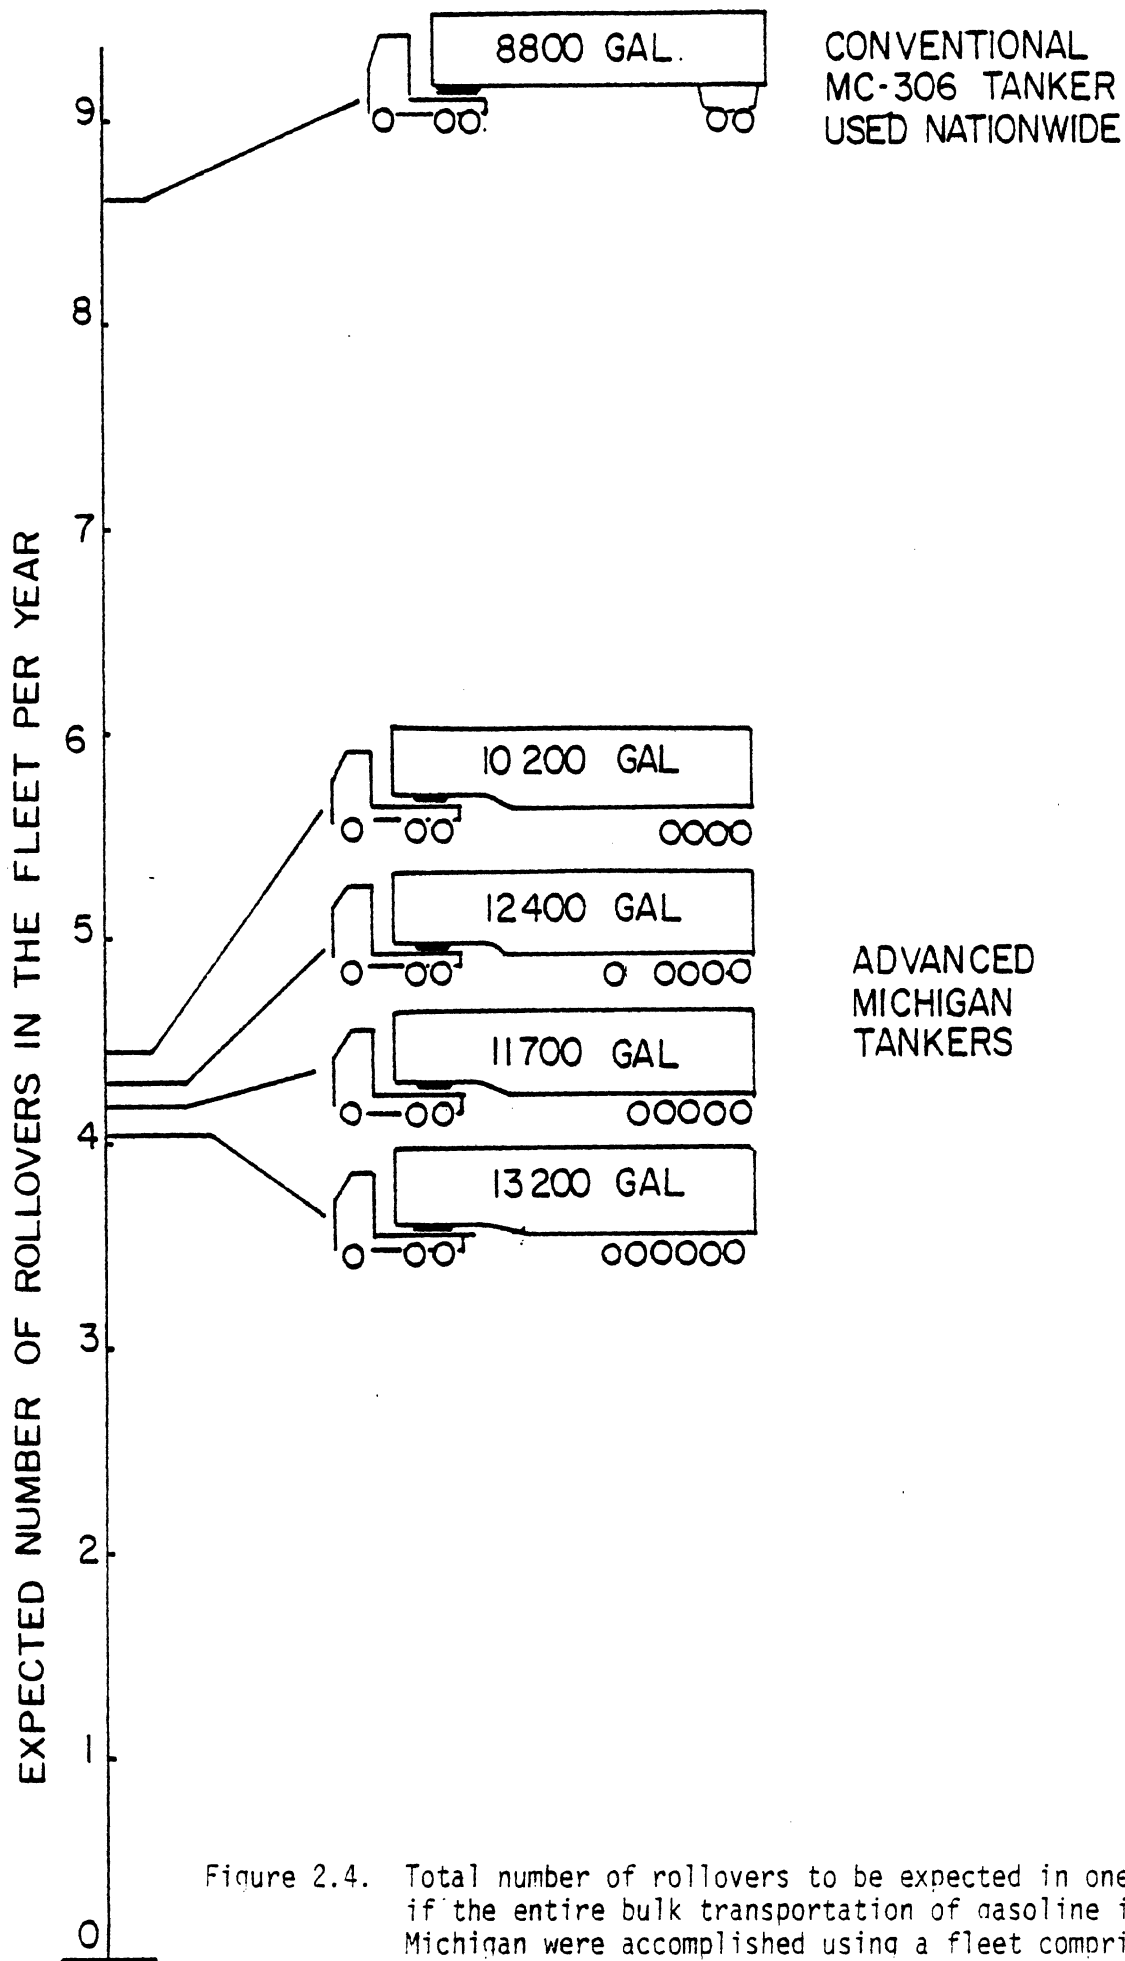 8800 GAL.
CONVENTIONAL
MC-306 TANKER
USED NATIONWIDE
9
8
7
6
5
4
3
2
1
0
EXPECTED NUMBER OF ROLLOVERS IN THE FLEET PER YEAR
10 200 GAL
12400 GAL
11700 GAL
13200 GAL
ADVANCED
MICHIGAN
TANKERS
Figure 2.4. Total number of rollovers to be expected in one
if the entire bulk transportation of gasoline i
Michigan were accomplished using a fleet compri